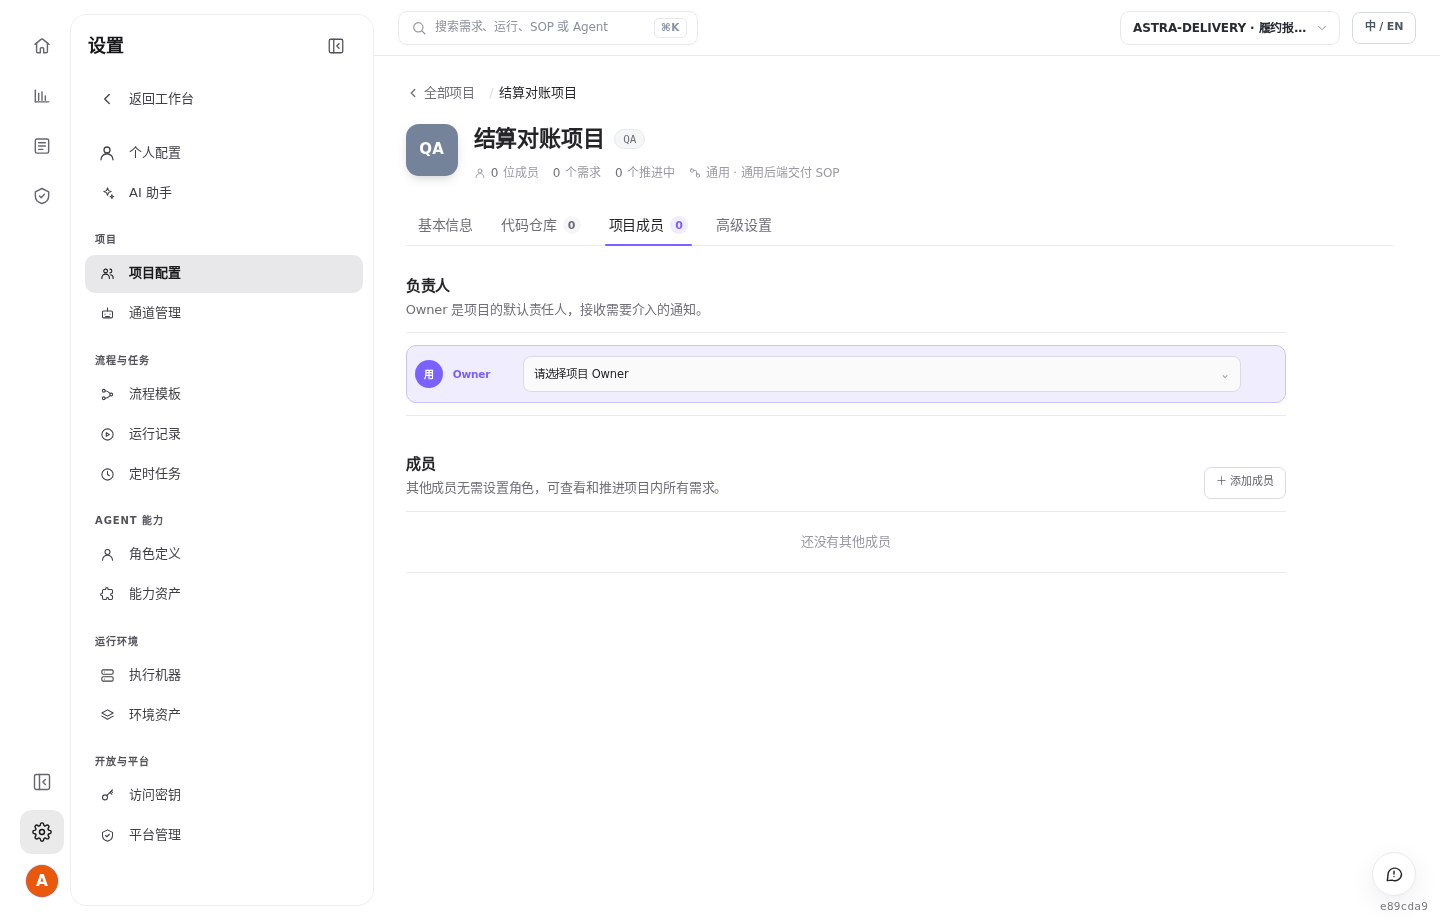 设置
返回工作台
个人配置
AI 助手
项目
项目配置
通道管理
流程与任务
流程模板
运行记录
定时任务
AGENT 能力
角色定义
能力资产
运行环境
执行机器
环境资产
开放与平台
访问密钥
平台管理
A
搜索需求、运行、SOP 或 Agent ⌘K
ASTRA-DELIVERY · 履约报...
中 / EN
全部项目 / 结算对账项目
QA
结算对账项目 QA
0 位成员 0 个需求 0 个推进中 通用 · 通用后端交付 SOP
基本信息 代码仓库 0 项目成员 0 高级设置
负责人
Owner 是项目的默认责任人，接收需要介入的通知。
用 Owner 请选择项目 Owner
成员
其他成员无需设置角色，可查看和推进项目内所有需求。
+ 添加成员
还没有其他成员
e89cda9